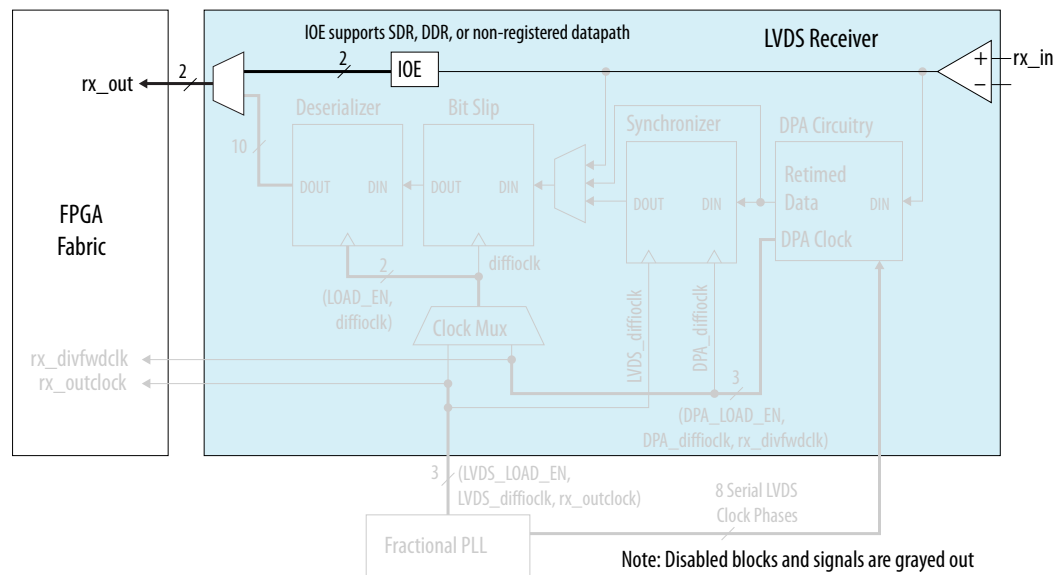 IOE supports SDR, DDR, or non-registered datapath
LVDS Receiver
rx_in
+
−
2
IOE
2
rx_out
Deserializer
Bit Slip
Synchronizer
DPA Circuitry
10
DOUT
DIN
DOUT
DIN
DOUT
DIN
Retimed
Data
DIN
DPA Clock
FPGA
Fabric
2
(LOAD_EN,
diffioclk)
diffioclk
LVDS_diffioclk
DPA_diffioclk
Clock Mux
rx_divfwdclk
rx_outclock
3
(DPA_LOAD_EN,
DPA_diffioclk, rx_divfwdclk)
3
(LVDS_LOAD_EN,
LVDS_diffioclk, rx_outclock)
8 Serial LVDS
Clock Phases
Fractional PLL
Note: Disabled blocks and signals are grayed out